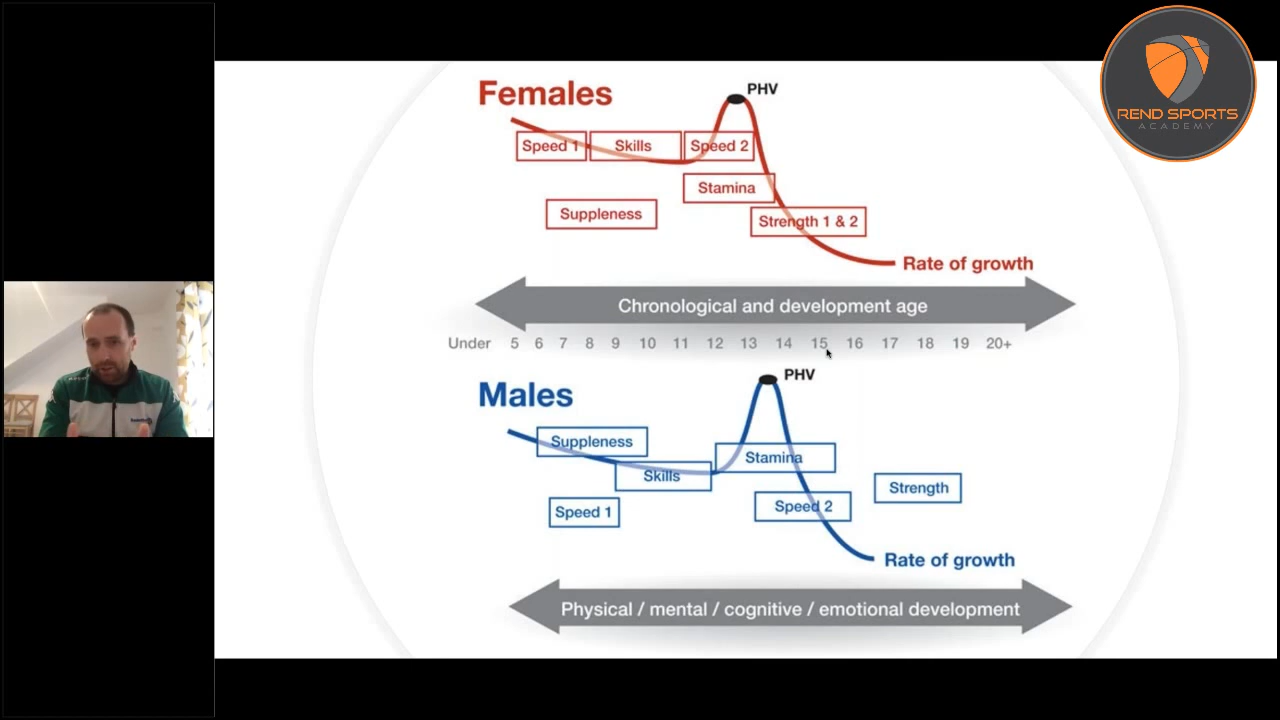 REND SPORTS
ACADEMY
Females
PHV
Speed 1
Skills
Speed 2
Stamina
Suppleness
Strength 1 & 2
Rate of growth
Chronological and development age
Under 5 6 7 8 9 10 11 12 13 14 15 16 17 18 19 20+
PHV
Males
Suppleness
Stamina
Skills
Strength
Speed 1
Speed 2
Rate of growth
Physical / mental / cognitive / emotional development